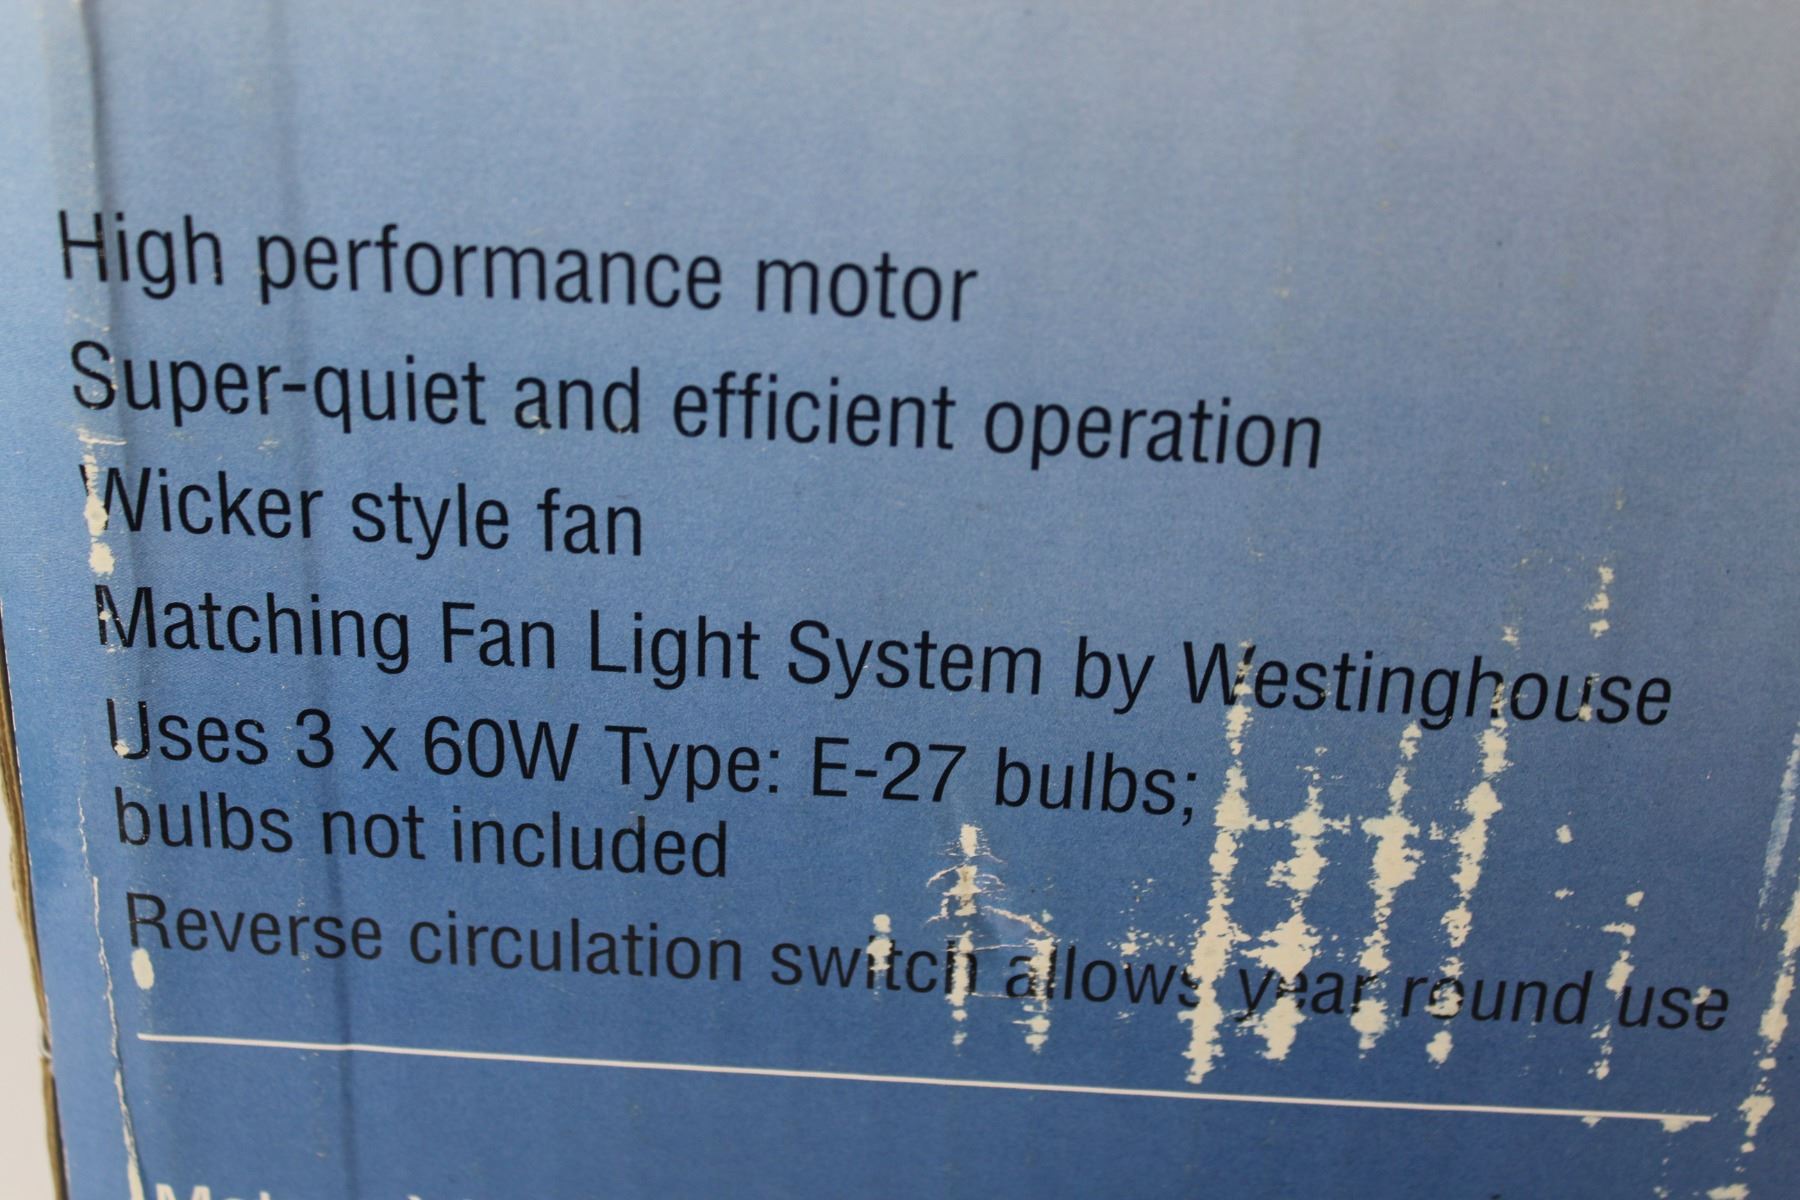 High performance motor
Super-quiet and efficient operation
Wicker style fan
Matching Fan Light System by Westinghouse
Uses 3 x 60W Type: E-27 bulbs;
bulbs not included
Reverse circulation switch allows year round use